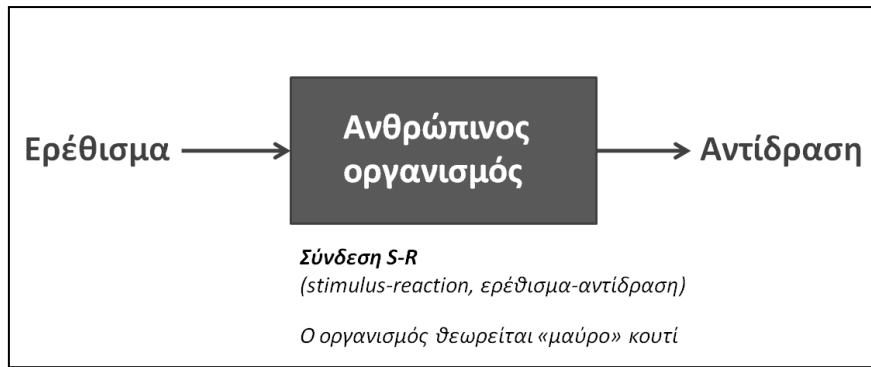 Ερέθισμα
Ανθρώπινος
οργανισμός
Αντίδραση
Σύνδεση S-R
(stimulus-reaction, ερέθισμα-αντίδραση)
Ο οργανισμός θεωρείται «μαύρο» κουτί